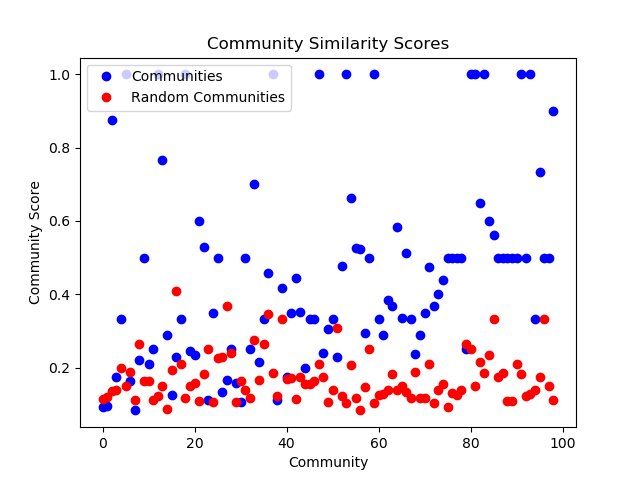 Community Similarity Scores
1.0
0.8
0.6
0.4
0.2
Community Score
Communities
Random Communities
0
20
40
60
80
100
Community